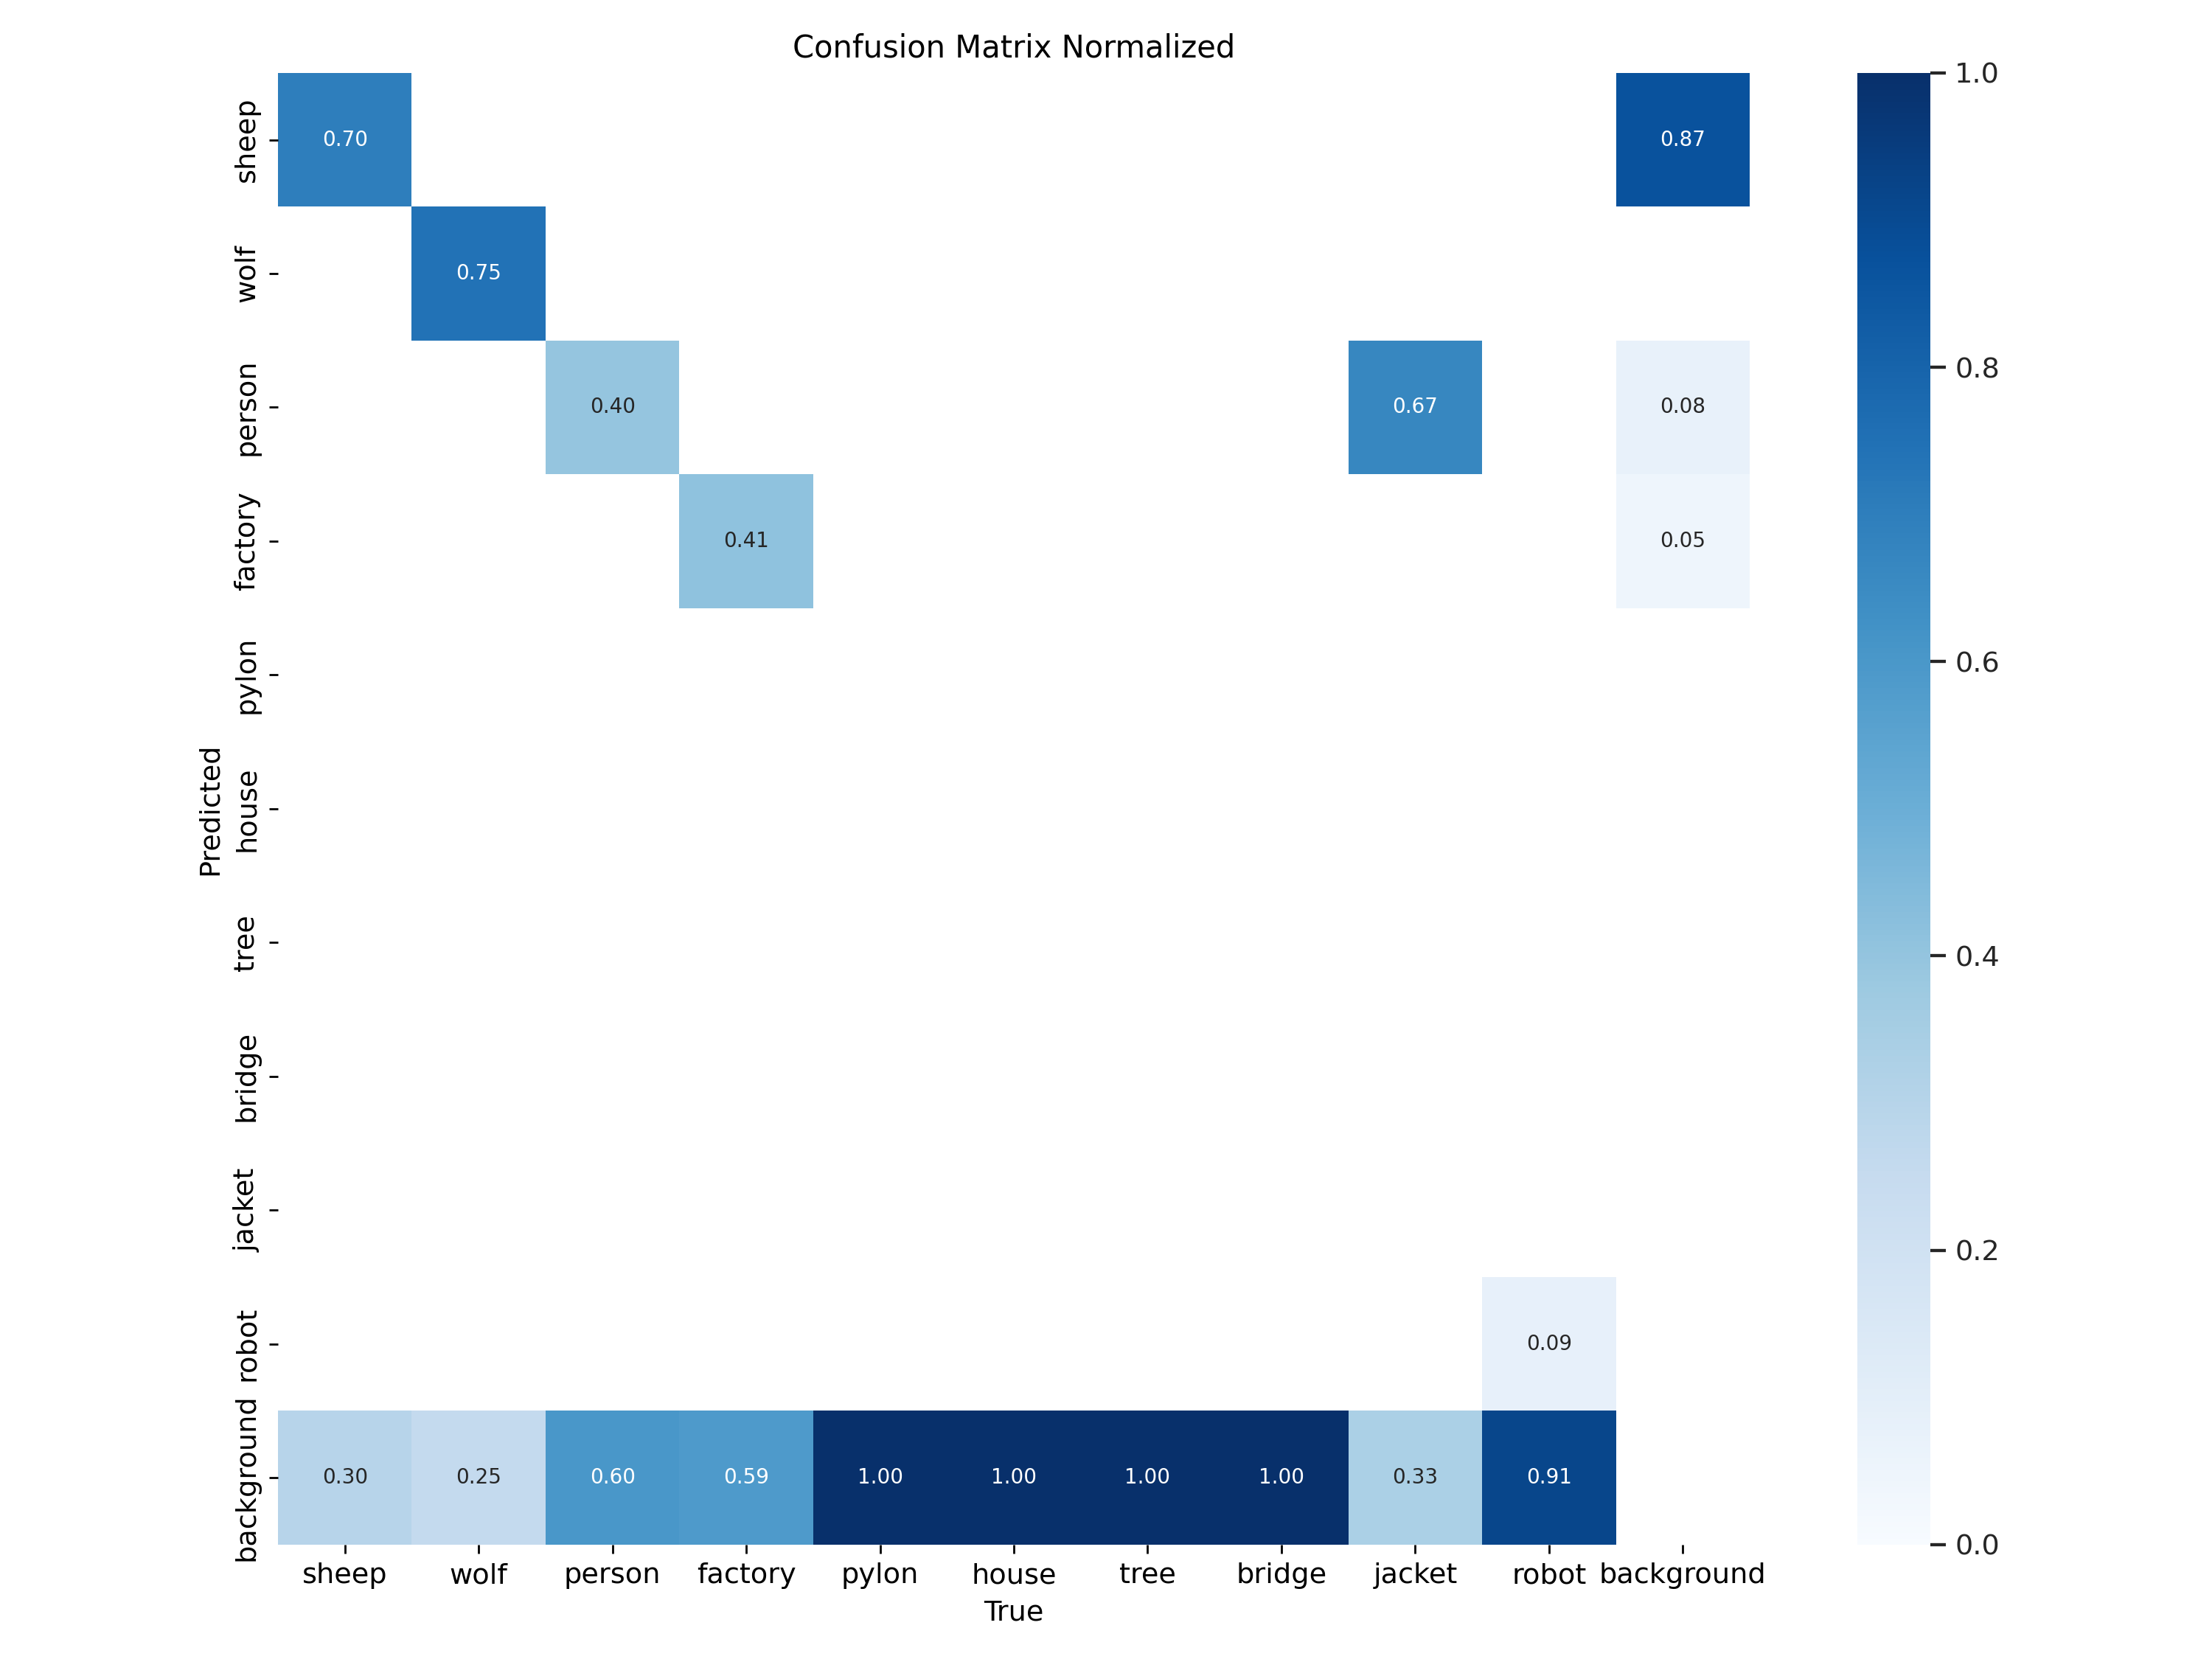 Confusion Matrix Normalized
sheep
wolf
person
factory
pylon
house
tree
bridge
jacket
robot
background
Predicted
0.70
0.87
0.75
0.40
0.67
0.08
0.41
0.05
0.09
0.30
0.25
0.60
0.59
1.00
1.00
1.00
1.00
0.33
0.91
sheep
wolf
person
factory
pylon
house
tree
bridge
jacket
robot
background
True
1.0
0.8
0.6
0.4
0.2
0.0